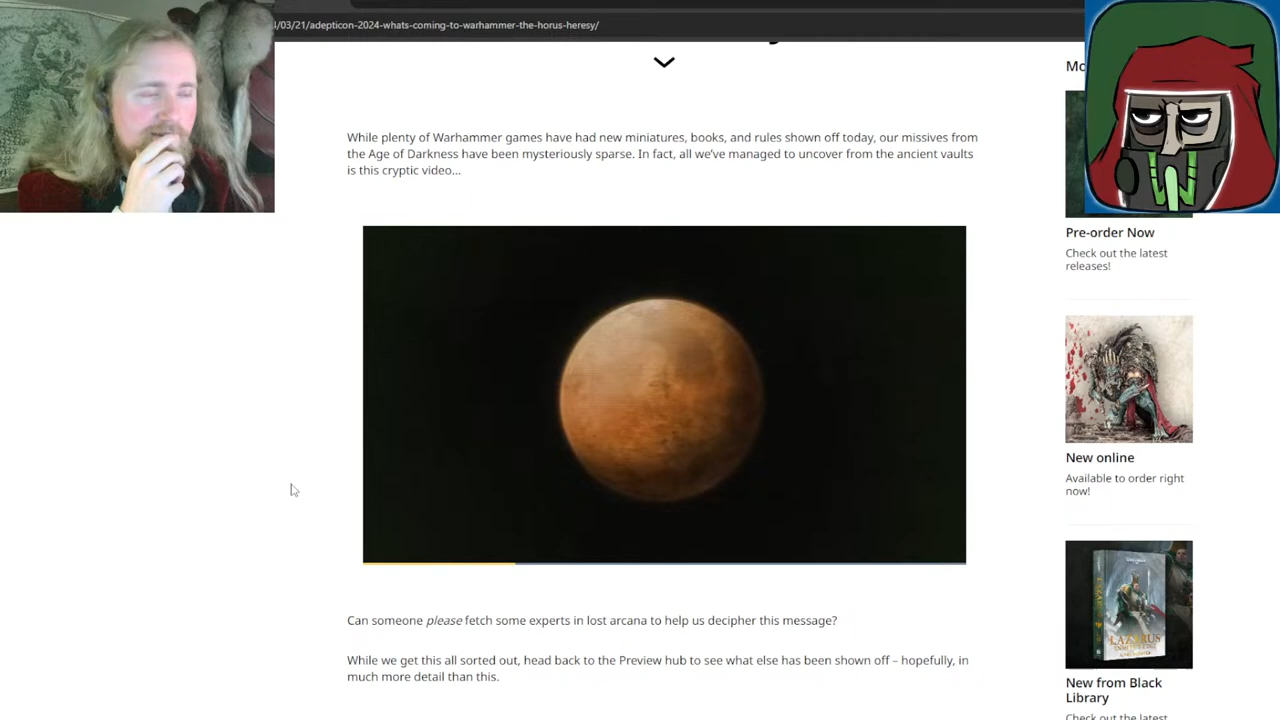 /03/21/adepticon-2024-whats-coming-to-warhammer-the-horus-heresy/
While plenty of Warhammer games have had new miniatures, books, and rules shown off today, our missives from
the Age of Darkness have been mysteriously sparse. In fact, all we've managed to uncover from the ancient vaults
is this cryptic video...
Can someone please fetch some experts in lost arcana to help us decipher this message?
While we get this all sorted out, head back to the Preview hub to see what else has been shown off – hopefully, in
much more detail than this.
Pre-order Now
Check out the latest
releases!
New online
Available to order right
now!
LAZARUS
New from Black
Library
Check out the latest